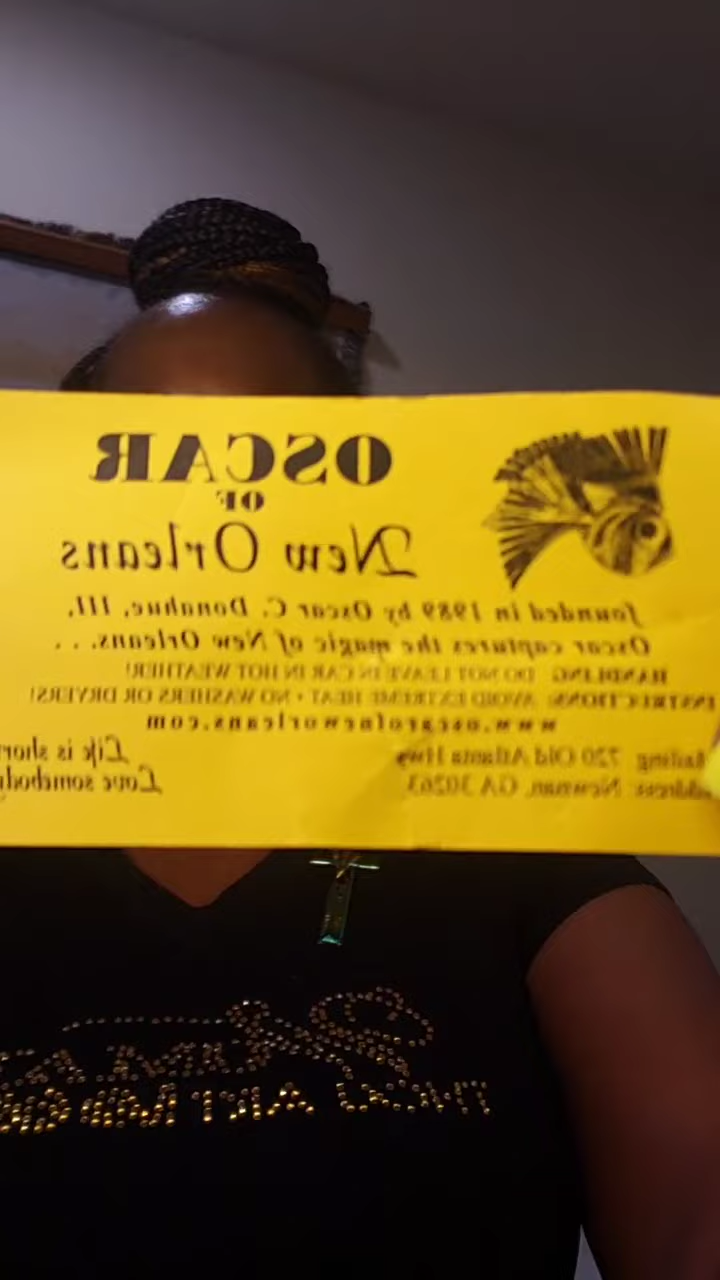 OSCAR
OF
New Orleans
founded in 1989 by Oscar C. Donahue, III,
Oscar captures the magic of New Orleans. . .
HANDLING DO NOT LEAVE IN CAR IN HOT WEATHER!
INSTRUCTIONS: AVOID EXTREME HEAT • NO WASHERS OR DRYERS!
www.oscarofneworleans.com
Mailing 720 Old Atlanta Hwy
Address: Newnan, GA 30263
Life is shor
Love somebody